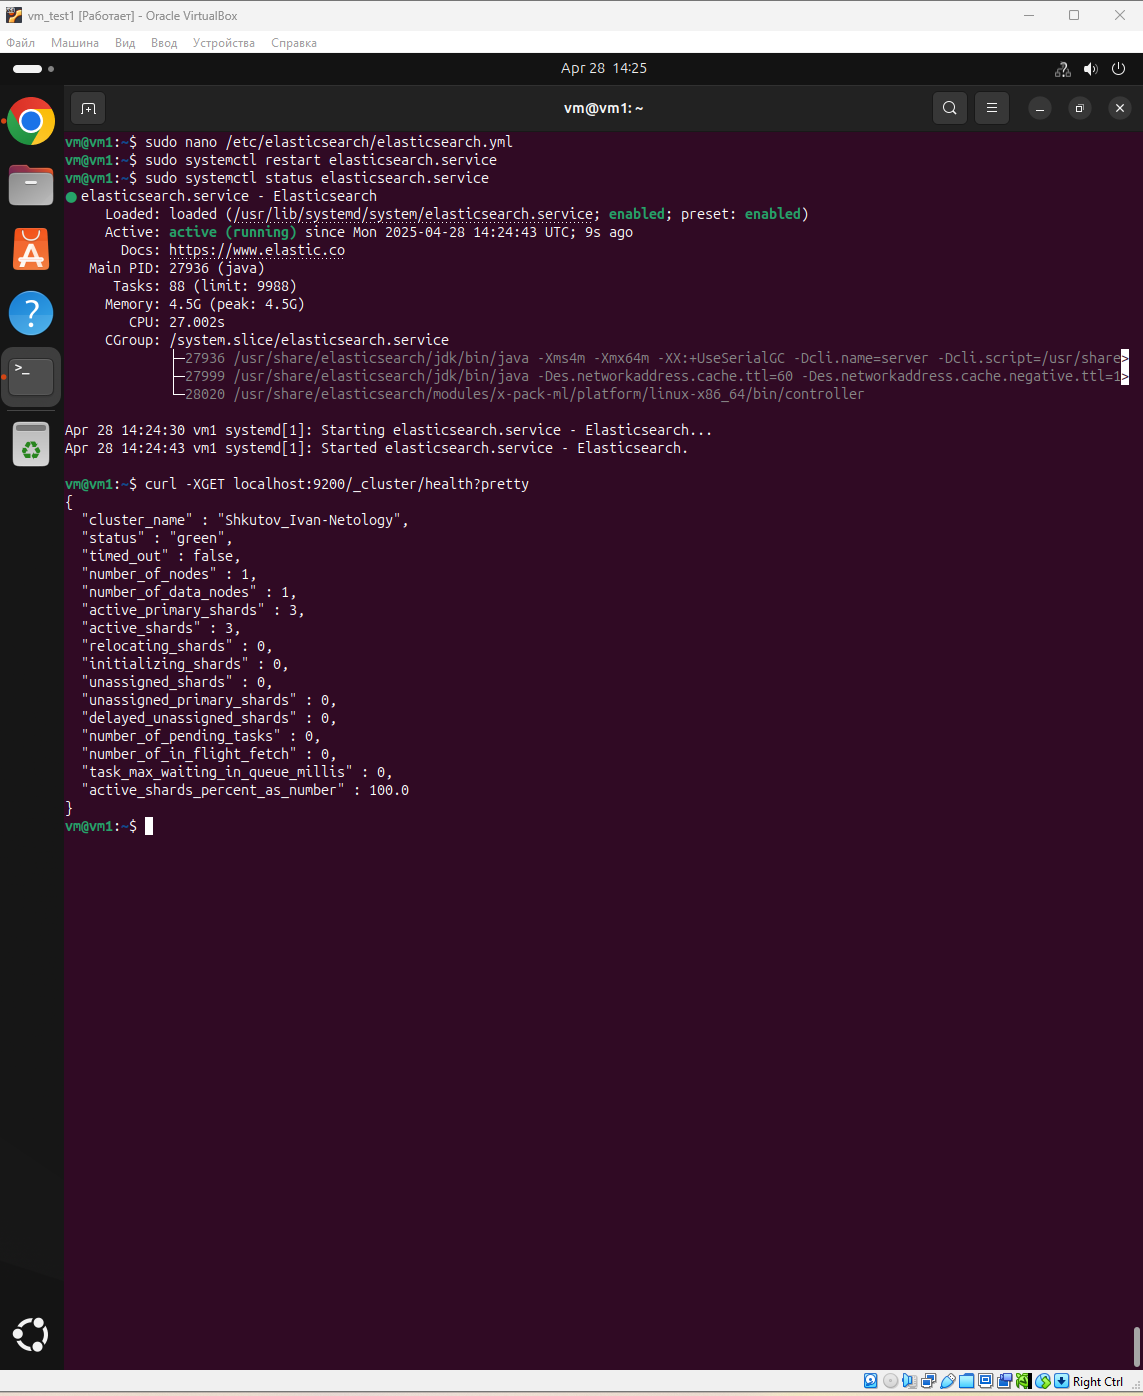 vm_test1 [Работает] - Oracle VirtualBox
Файл Машина Вид Ввод Устройства Справка
Apr 28 14:25
vm@vm1: ~
vm@vm1:~$ sudo nano /etc/elasticsearch/elasticsearch.yml
vm@vm1:~$ sudo systemctl restart elasticsearch.service
vm@vm1:~$ sudo systemctl status elasticsearch.service
● elasticsearch.service - Elasticsearch
     Loaded: loaded (/usr/lib/systemd/system/elasticsearch.service; enabled; preset: enabled)
     Active: active (running) since Mon 2025-04-28 14:24:43 UTC; 9s ago
       Docs: https://www.elastic.co
   Main PID: 27936 (java)
      Tasks: 88 (limit: 9988)
     Memory: 4.5G (peak: 4.5G)
        CPU: 27.002s
     CGroup: /system.slice/elasticsearch.service
             ├─27936 /usr/share/elasticsearch/jdk/bin/java -Xms4m -Xmx64m -XX:+UseSerialGC -Dcli.name=server -Dcli.script=/usr/share>
             ├─27999 /usr/share/elasticsearch/jdk/bin/java -Des.networkaddress.cache.ttl=60 -Des.networkaddress.cache.negative.ttl=1>
             └─28020 /usr/share/elasticsearch/modules/x-pack-ml/platform/linux-x86_64/bin/controller
Apr 28 14:24:30 vm1 systemd[1]: Starting elasticsearch.service - Elasticsearch...
Apr 28 14:24:43 vm1 systemd[1]: Started elasticsearch.service - Elasticsearch.
vm@vm1:~$ curl -XGET localhost:9200/_cluster/health?pretty
{
  "cluster_name" : "Shkutov_Ivan-Netology",
  "status" : "green",
  "timed_out" : false,
  "number_of_nodes" : 1,
  "number_of_data_nodes" : 1,
  "active_primary_shards" : 3,
  "active_shards" : 3,
  "relocating_shards" : 0,
  "initializing_shards" : 0,
  "unassigned_shards" : 0,
  "unassigned_primary_shards" : 0,
  "delayed_unassigned_shards" : 0,
  "number_of_pending_tasks" : 0,
  "number_of_in_flight_fetch" : 0,
  "task_max_waiting_in_queue_millis" : 0,
  "active_shards_percent_as_number" : 100.0
}
vm@vm1:~$
Right Ctrl